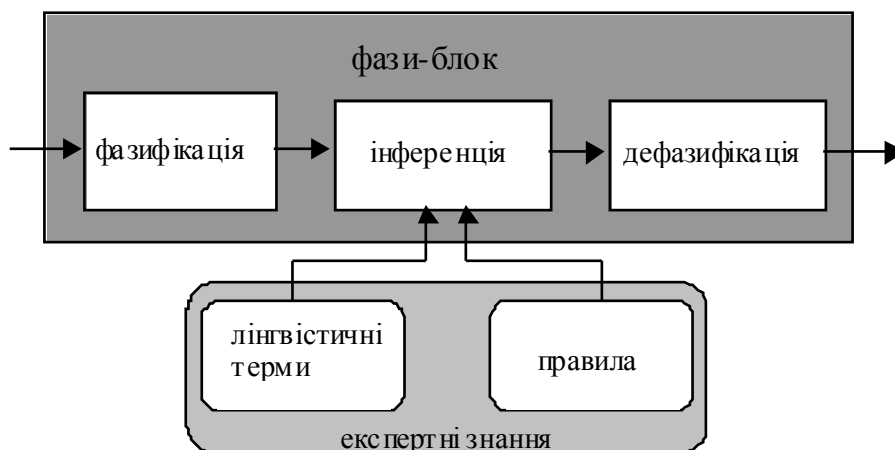 фази-блок
фазифікація
інференція
дефазифікація
лінгвістичні
терми
правила
експертні знання